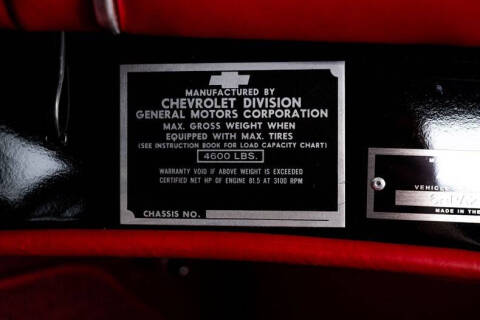 MANUFACTURED BY
CHEVROLET DIVISION
GENERAL MOTORS CORPORATION
MAX. GROSS WEIGHT WHEN
EQUIPPED WITH MAX. TIRES
(SEE INSTRUCTION BOOK FOR LOAD CAPACITY CHART)
4600 LBS.
WARRANTY VOID IF ABOVE WEIGHT IS EXCEEDED
CERTIFIED NET HP OF ENGINE 81.5 AT 3100 RPM
CHASSIS NO.
VEHICLE
MADE IN THE